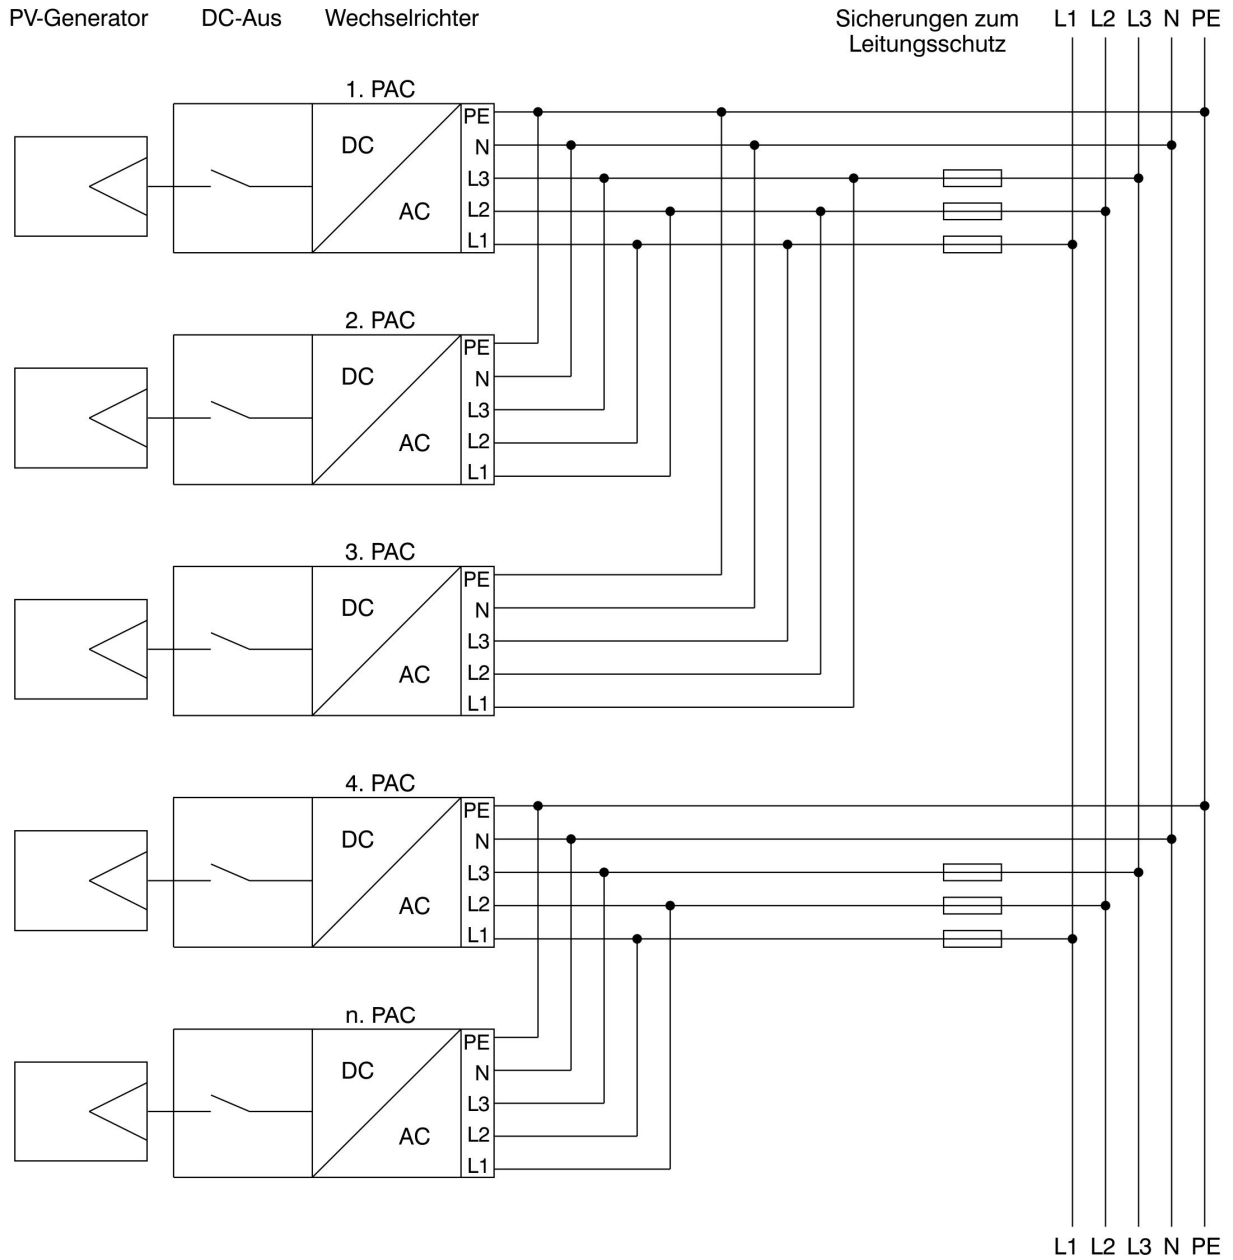 PV-Generator DC-Aus Wechselrichter Sicherungen zum L1 L2 L3 N PE
Leitungsschutz
1. PAC
PE
DC
N
L3
AC
L2
L1
2. PAC
PE
DC
N
L3
AC
L2
L1
3. PAC
PE
DC
N
L3
AC
L2
L1
4. PAC
PE
DC
N
L3
AC
L2
L1
n. PAC
PE
DC
N
L3
AC
L2
L1
L1 L2 L3 N PE